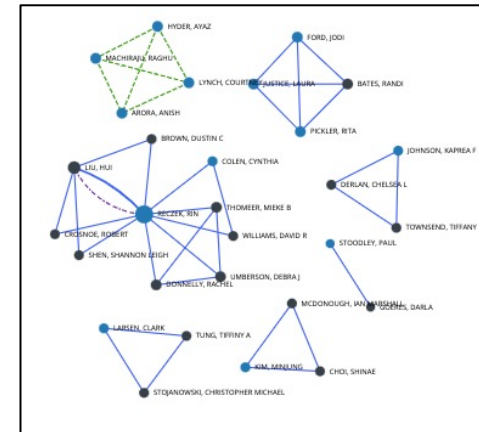 HYDER, AYAZ
FORD, JODI
MACHIRAJU, RAGHU
LYNCH, COURTNEY
JUSTICE, LAURA
BATES, RANDI
ARORA, ANISH
PICKLER, RITA
BROWN, DUSTIN C
JOHNSON, KAPREA F
LIU, HUI
COLEN, CYNTHIA
DERLAN, CHELSEA L
RECZEK, RIN
THOMEER, MIEKE B
TOWNSEND, TIFFANY
CROSNOE, ROBERT
WILLIAMS, DAVID R
STOODLEY, PAUL
SHEN, SHANNON LEIGH
UMBERSON, DEBRA J
DONNELLY, RACHEL
MCDONOUGH, IAN MARSHALL
GOERES, DARLA
LARSEN, CLARK
TUNG, TIFFINY A
KIM, MINJUNG
CHOI, SHINAE
STOJANOWSKI, CHRISTOPHER MICHAEL